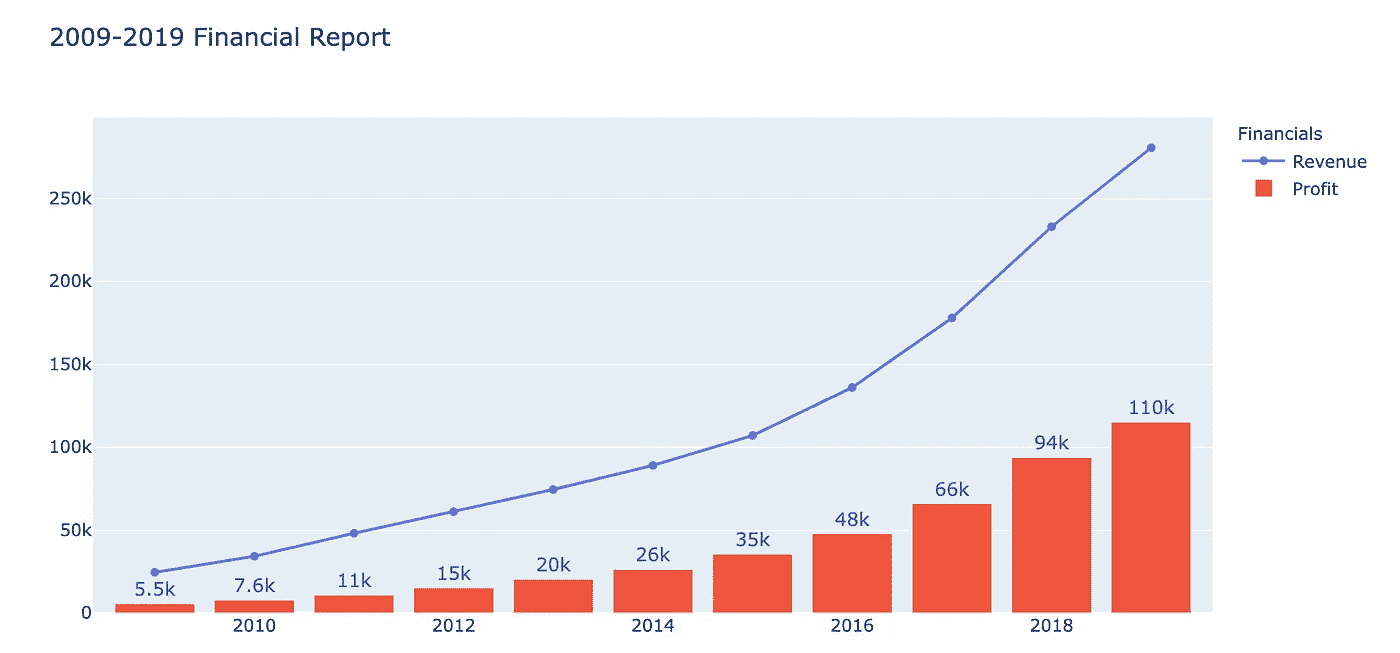 2009-2019 Financial Report
Financials
Revenue
Profit
250k
200k
150k
100k
50k
0
5.5k
7.6k
11k
15k
20k
26k
35k
48k
66k
94k
110k
2010
2012
2014
2016
2018